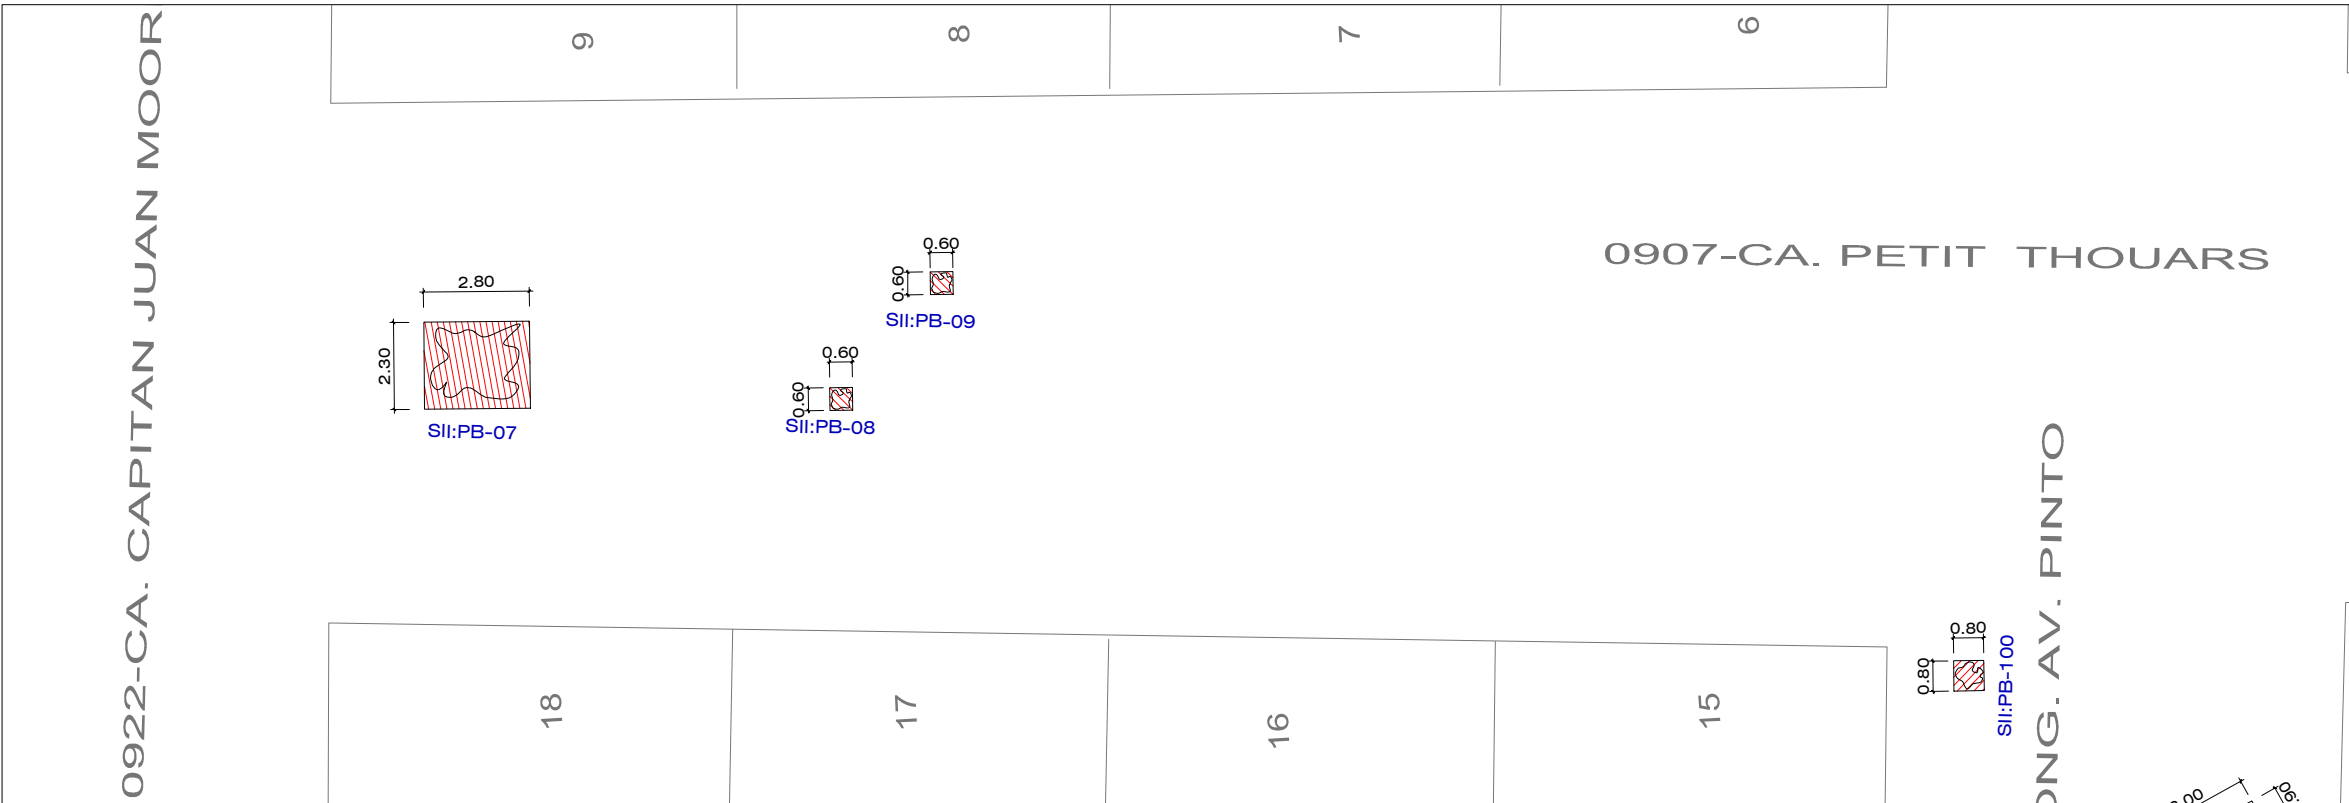 0922-CA. CAPITAN JUAN MOOR
9
8
7
6
0907-CA. PETIT THOUARS
0.60
0.60
SII:PB-09
2.80
2.30
SII:PB-07
0.60
0.60
SII:PB-08
ONG. AV. PINTO
0.80
0.80
SII:PB-100
18
17
16
15